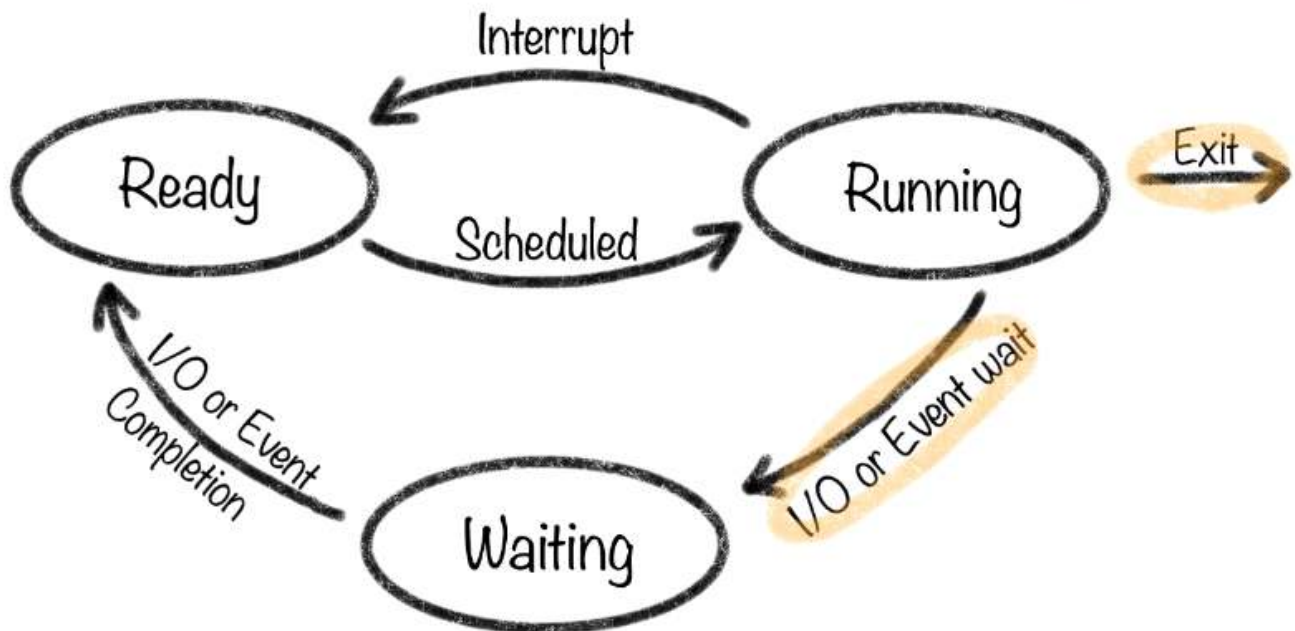 Interrupt
Ready
Running
Exit
Scheduled
I/O or Event
Completion
I/O or Event wait
Waiting